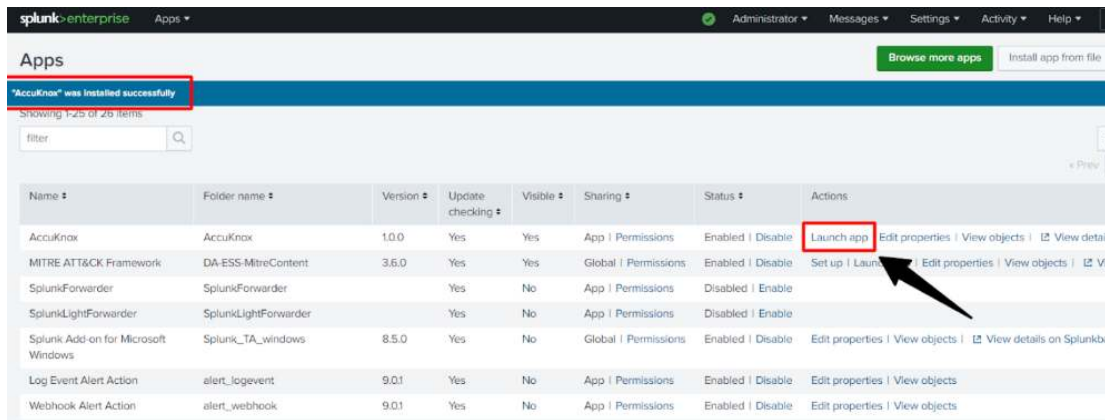 splunk>enterprise Apps Administrator Messages Settings Activity Help
Apps Browse more apps Install app from file
"AccuKnox" was installed successfully
Showing 1-25 of 26 items
filter
« Prev
Name Folder name Version Update checking Visible Sharing Status Actions
AccuKnox AccuKnox 1.0.0 Yes Yes App | Permissions Enabled | Disable Launch app | Edit properties | View objects | View detai
MITRE ATT&CK Framework DA-ESS-MitreContent 3.6.0 Yes Yes Global | Permissions Enabled | Disable Set up | Laun | Edit properties | View objects | V
SplunkForwarder SplunkForwarder Yes No App | Permissions Disabled | Enable
SplunkLightForwarder SplunkLightForwarder Yes No App | Permissions Disabled | Enable
Splunk Add-on for Microsoft Windows Splunk_TA_windows 8.5.0 Yes No Global | Permissions Enabled | Disable Edit properties | View objects | View details on Splunkba
Log Event Alert Action alert_logevent 9.0.1 Yes No App | Permissions Enabled | Disable Edit properties | View objects
Webhook Alert Action alert_webhook 9.0.1 Yes No App | Permissions Enabled | Disable Edit properties | View objects